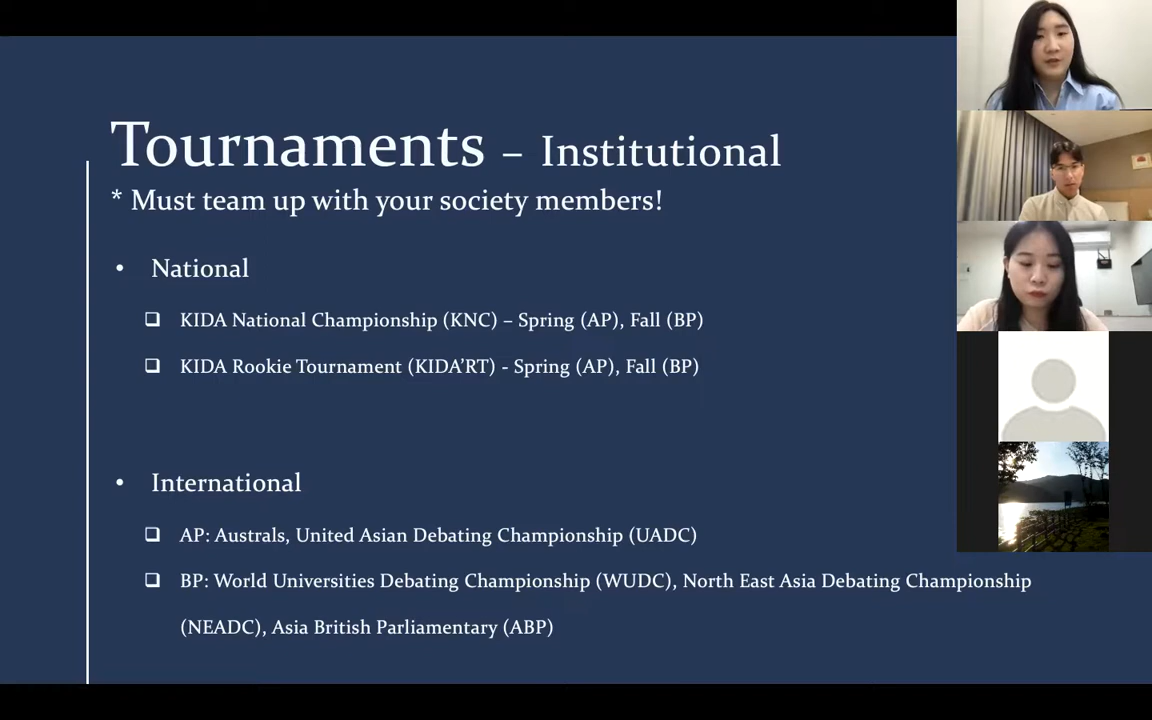 Tournaments – Institutional
* Must team up with your society members!
• National
❑ KIDA National Championship (KNC) – Spring (AP), Fall (BP)
❑ KIDA Rookie Tournament (KIDA’RT) - Spring (AP), Fall (BP)
• International
❑ AP: Australs, United Asian Debating Championship (UADC)
❑ BP: World Universities Debating Championship (WUDC), North East Asia Debating Championship
(NEADC), Asia British Parliamentary (ABP)